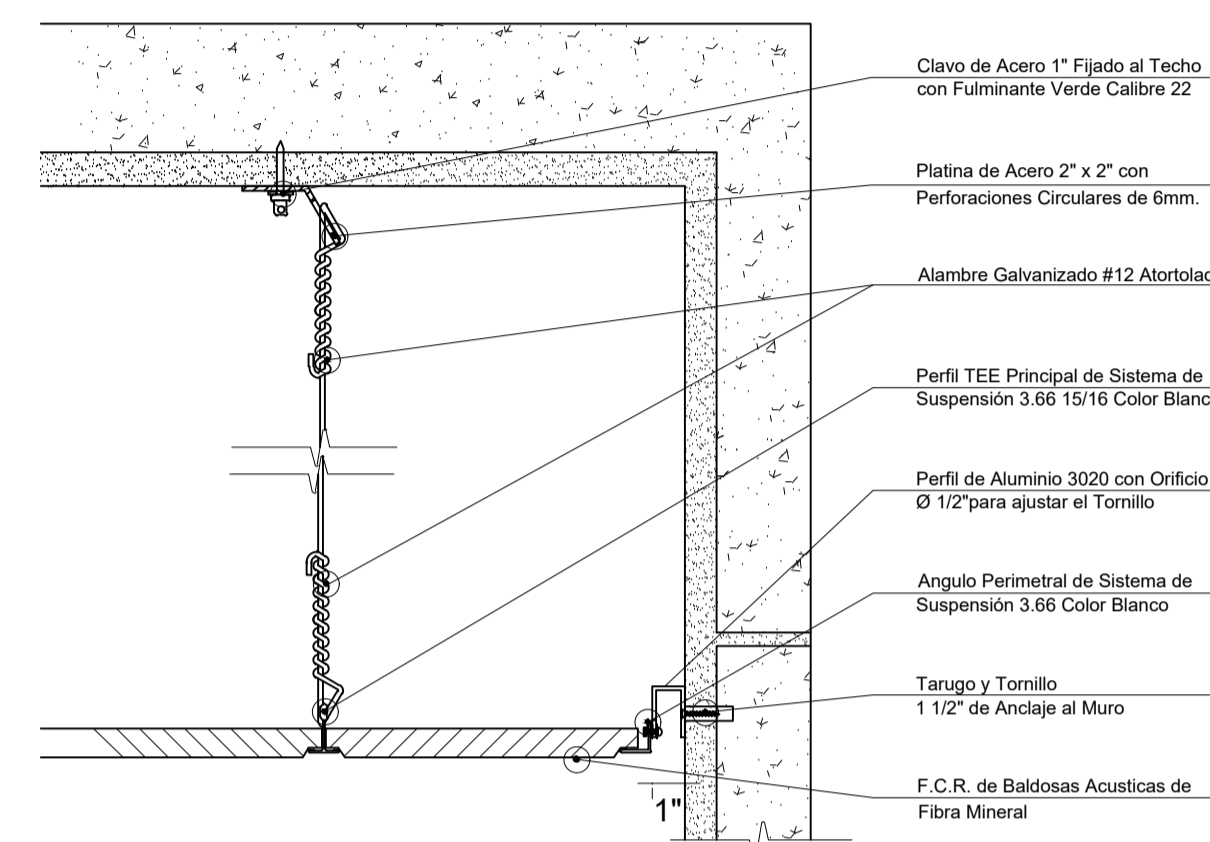 Clavo de Acero 1" Fijado al Techo
con Fulminante Verde Calibre 22
Platina de Acero 2" x 2" con
Perforaciones Circulares de 6mm.
Alambre Galvanizado #12 Atortolad
Perfil TEE Principal de Sistema de
Suspensión 3.66 15/16 Color Blanc
Perfil de Aluminio 3020 con Orificio
Ø 1/2"para ajustar el Tornillo
Angulo Perimetral de Sistema de
Suspensión 3.66 Color Blanco
Tarugo y Tornillo
1 1/2" de Anclaje al Muro
F.C.R. de Baldosas Acusticas de
Fibra Mineral
1"